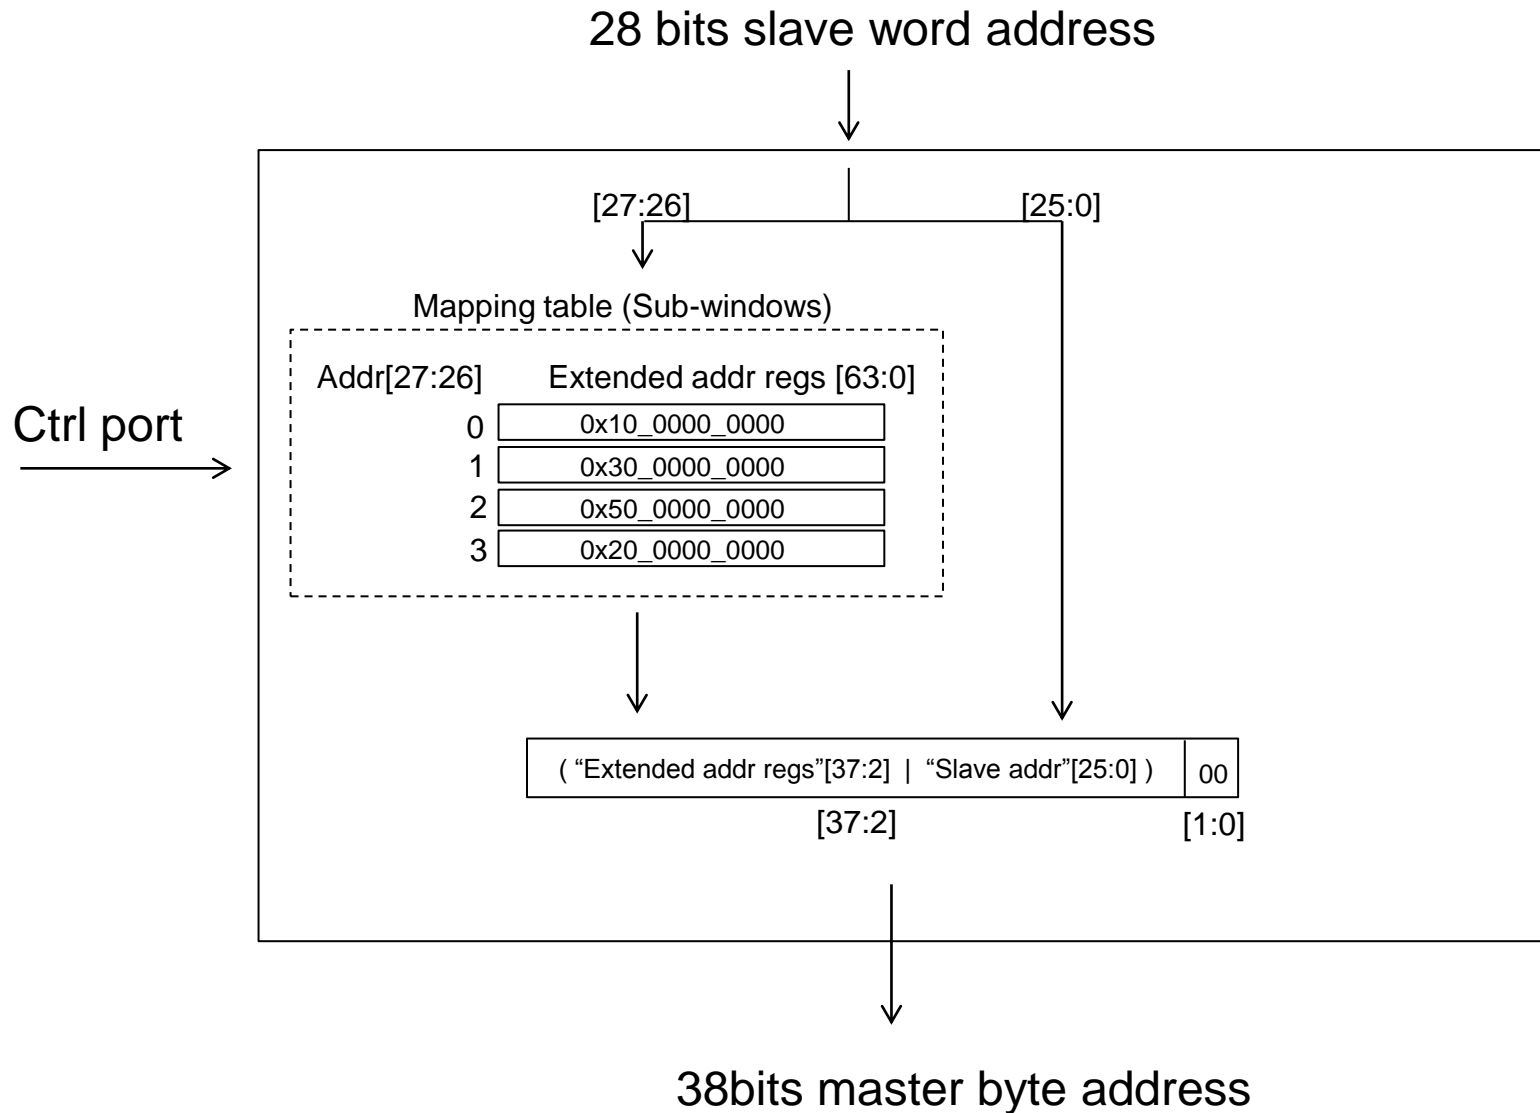 28 bits slave word address
[27:26]
[25:0]
Mapping table (Sub-windows)
Addr[27:26] Extended addr regs [63:0]
Ctrl port
0 0x10_0000_0000
1 0x30_0000_0000
2 0x50_0000_0000
3 0x20_0000_0000
( “Extended addr regs”[37:2] | “Slave addr”[25:0] ) 00
[37:2] [1:0]
38bits master byte address